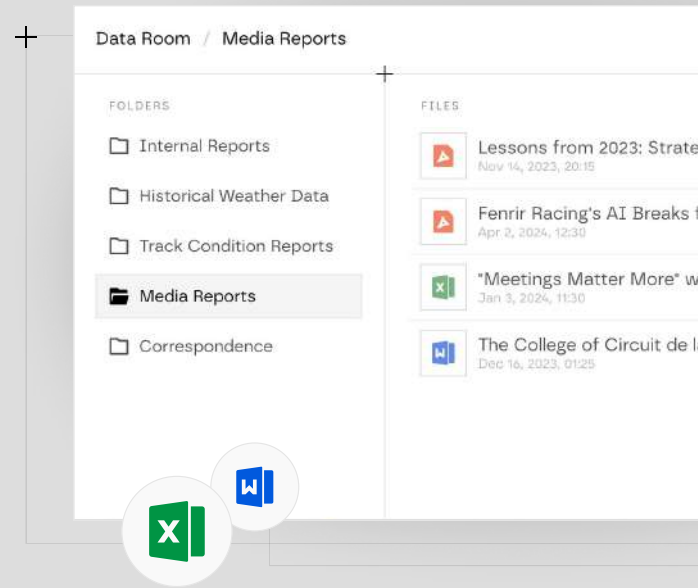 Data Room / Media Reports
FOLDERS
Internal Reports
Historical Weather Data
Track Condition Reports
Media Reports
Correspondence
FILES
Lessons from 2023: Strate
Nov 14, 2023, 20:15
Fenrir Racing's AI Breaks
Apr 2, 2024, 12:30
X
"Meetings Matter More" w
Jan 3, 2024, 11:30
W
The College of Circuit de l
Dec 16, 2023, 01:25
W
X